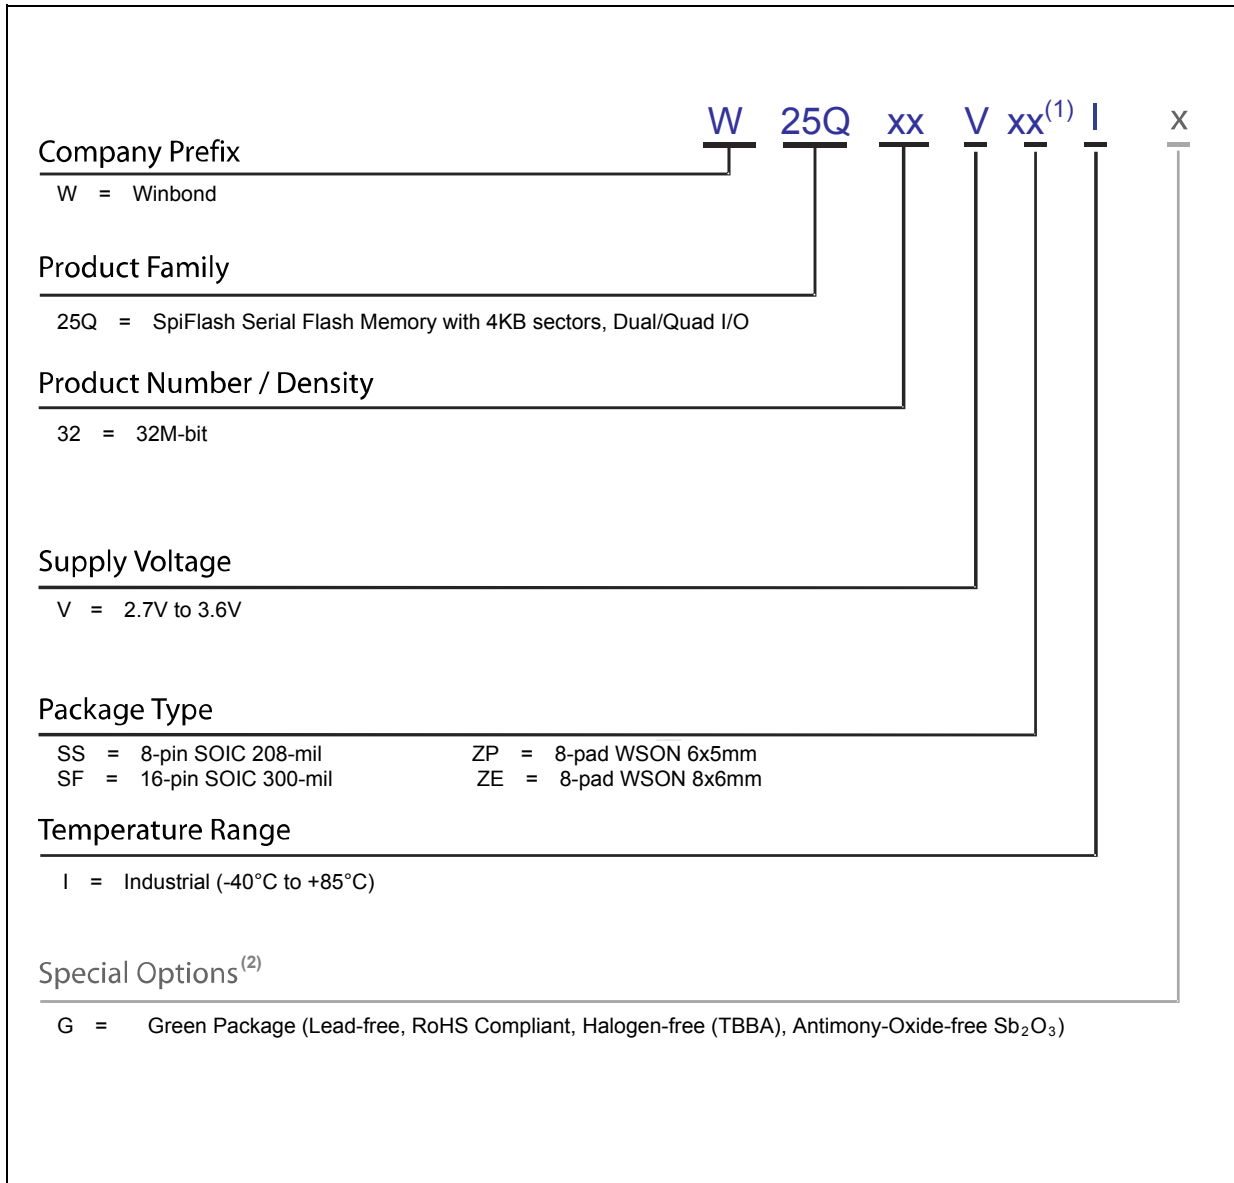 W 25Q xx V xx(1) I x
Company Prefix
W = Winbond
Product Family
25Q = SpiFlash Serial Flash Memory with 4KB sectors, Dual/Quad I/O
Product Number / Density
32 = 32M-bit
Supply Voltage
V = 2.7V to 3.6V
Package Type
SS = 8-pin SOIC 208-mil ZP = 8-pad WSON 6x5mm
SF = 16-pin SOIC 300-mil ZE = 8-pad WSON 8x6mm
Temperature Range
I = Industrial (-40°C to +85°C)
Special Options(2)
G = Green Package (Lead-free, RoHS Compliant, Halogen-free (TBBA), Antimony-Oxide-free Sb₂O₃)